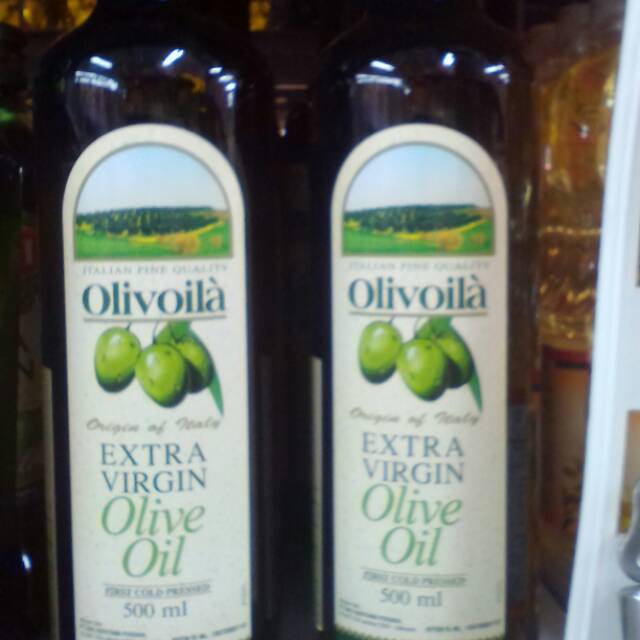 ITALIAN FINE QUALITY
Olivoilà
Origin of Italy
EXTRA
VIRGIN
Olive
Oil
FIRST COLD PRESSED
500 ml
ITALIAN FINE QUALITY
Olivoilà
Origin of Italy
EXTRA
VIRGIN
Olive
Oil
FIRST COLD PRESSED
500 ml